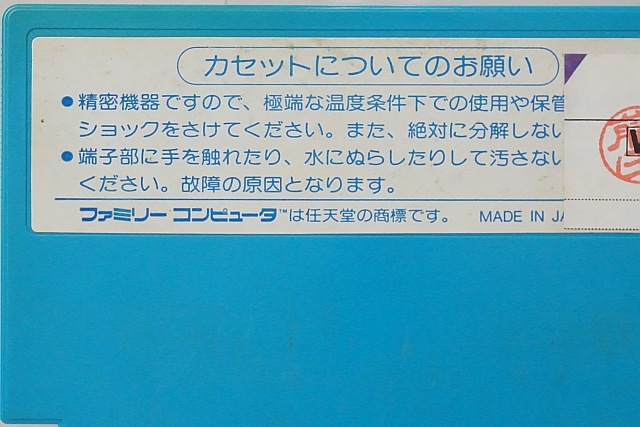 カセットについてのお願い
●精密機器ですので、極端な温度条件下での使用や保管
ショックをさけてください。また、絶対に分解しない
●端子部に手を触れたり、水にぬらしたりして汚さない
ください。故障の原因となります。
ファミリー コンピュータ™は任天堂の商標です。 MADE IN JA